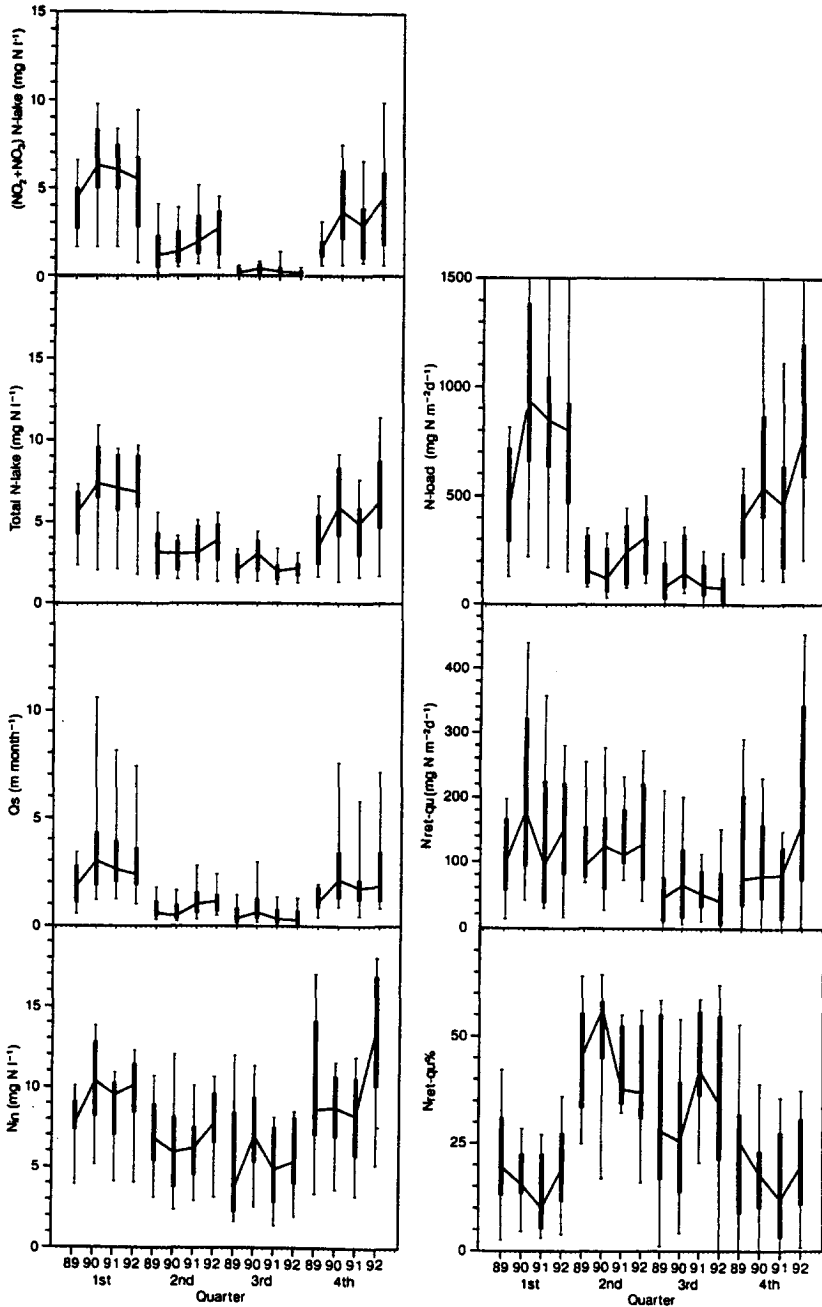 (NO2+NO3) N-lake (mg N l-1)
15
10
5
0
Total N-lake (mg N l-1)
15
10
5
0
Qs (m month-1)
10
5
0
Nin (mg N l-1)
15
10
5
0
89 90 91 92 89 90 91 92 89 90 91 92 89 90 91 92
1st 2nd 3rd 4th
Quarter
N-load (mg N m-2d-1)
1500
1000
500
0
Nret-qu (mg N m-2d-1)
400
300
200
100
0
Nret-qu%
50
25
0
89 90 91 92 89 90 91 92 89 90 91 92 89 90 91 92
1st 2nd 3rd 4th
Quarter